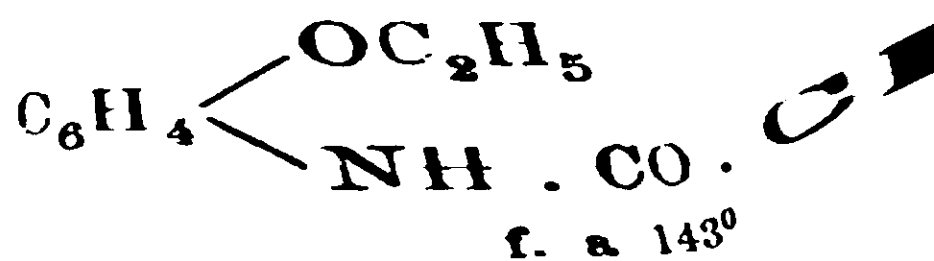 OC₂H₅
C₆H₄
NH . CO . C
f. a 143⁰